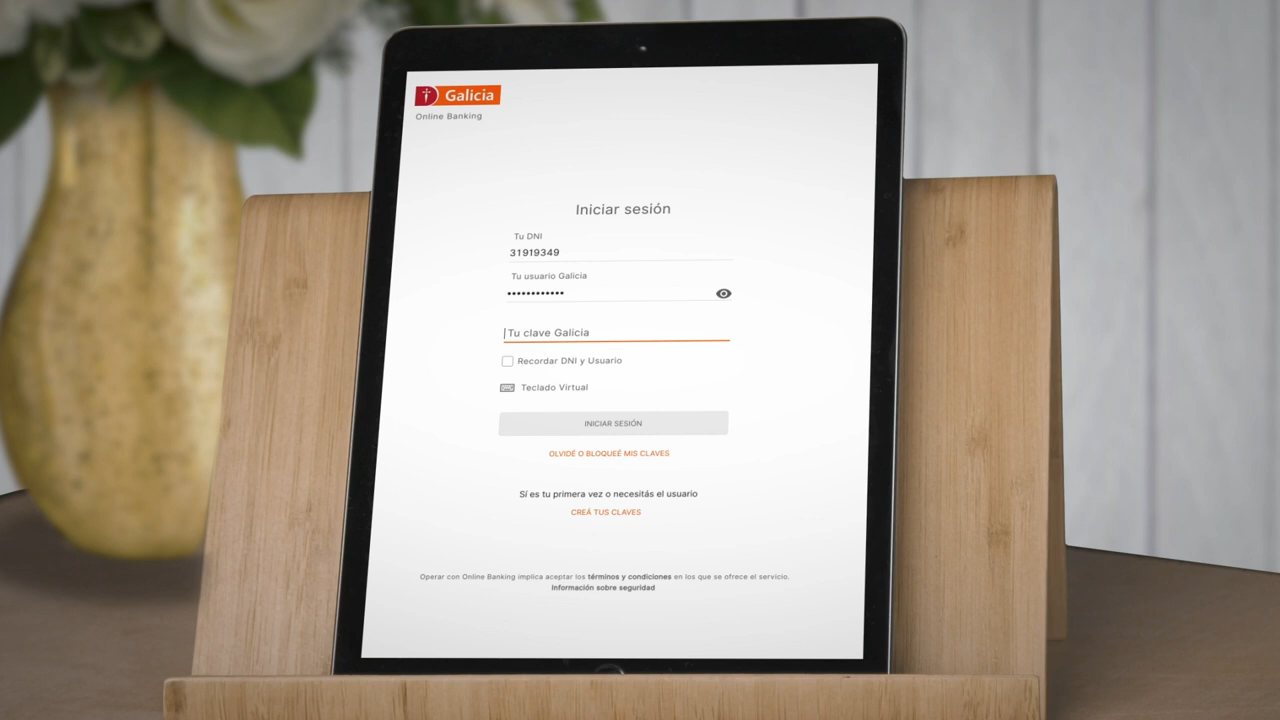 Galicia
Online Banking
Iniciar sesión
Tu DNI
31919349
Tu usuario Galicia
••••••••••••
Tu clave Galicia
Recordar DNI y Usuario
Teclado Virtual
INICIAR SESIÓN
OLVIDÉ O BLOQUEÉ MIS CLAVES
Sí es tu primera vez o necesitás el usuario
CREÁ TUS CLAVES
Operar con Online Banking implica aceptar los términos y condiciones en los que se ofrece el servicio.
Información sobre seguridad